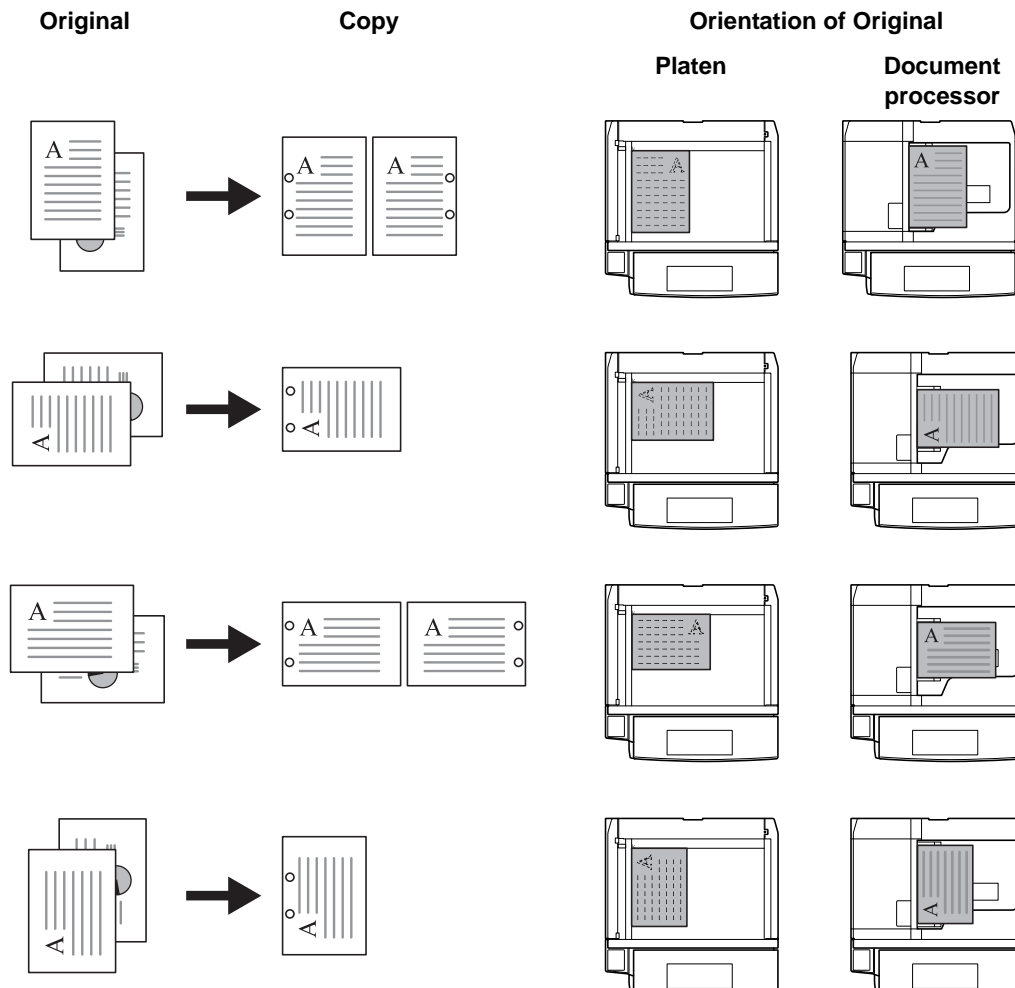 Original Copy Orientation of Original
Platen Document
processor
A A A A A
A A A A
A A A A A
A A A A